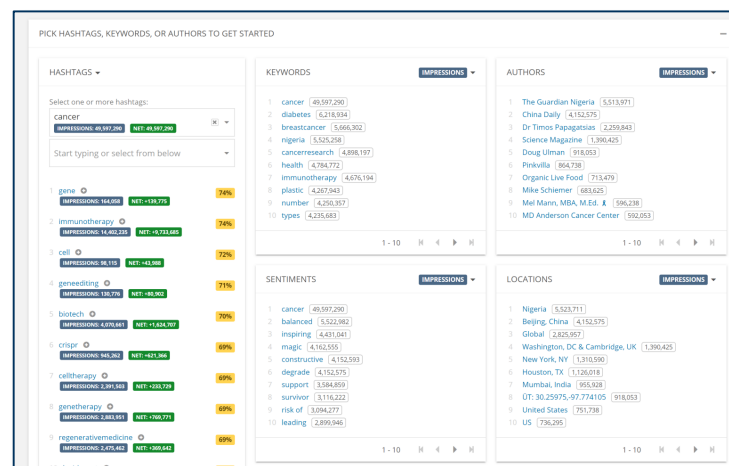 PICK HASHTAGS, KEYWORDS, OR AUTHORS TO GET STARTED
HASHTAGS
Select one or more hashtags:
cancer
IMPRESSIONS: 49,597,290 NET: 49,597,290
Start typing or select from below
1 gene 74%
IMPRESSIONS: 164,058 NET: +139,775
2 immunotherapy 74%
IMPRESSIONS: 14,402,235 NET: +9,733,685
3 cell 72%
IMPRESSIONS: 98,115 NET: +43,988
4 geneediting 71%
IMPRESSIONS: 136,776 NET: +80,902
5 biotech 70%
IMPRESSIONS: 4,070,661 NET: +1,624,707
6 crispr 69%
IMPRESSIONS: 945,262 NET: +621,366
7 celltherapy 69%
IMPRESSIONS: 2,391,503 NET: +233,729
8 genetherapy 69%
IMPRESSIONS: 2,883,951 NET: +769,771
9 regenerativemedicine 69%
IMPRESSIONS: 2,475,462 NET: +369,642
KEYWORDS IMPRESSIONS
1 cancer 49,597,290
2 diabetes 6,218,934
3 breastcancer 5,666,302
4 nigeria 5,525,258
5 cancerresearch 4,898,197
6 health 4,784,772
7 immunotherapy 4,676,194
8 plastic 4,267,943
9 number 4,250,357
10 types 4,235,683
1 - 10
AUTHORS IMPRESSIONS
1 The Guardian Nigeria 5,513,971
2 China Daily 4,152,575
3 Dr Timos Papagatsias 2,259,843
4 Science Magazine 1,390,425
5 Doug Ulman 918,053
6 Pinkvilla 864,738
7 Organic Live Food 713,479
8 Mike Schiemer 683,625
9 Mel Mann, MBA, M.Ed. 596,238
10 MD Anderson Cancer Center 592,053
1 - 10
SENTIMENTS IMPRESSIONS
1 cancer 49,597,290
2 balanced 5,522,982
3 inspiring 4,431,041
4 magic 4,162,555
5 constructive 4,152,593
6 degrade 4,152,575
7 support 3,584,859
8 survivor 3,116,222
9 risk of 3,094,277
10 leading 2,899,946
1 - 10
LOCATIONS IMPRESSIONS
1 Nigeria 5,523,711
2 Beijing, China 4,152,575
3 Global 2,825,957
4 Washington, DC & Cambridge, UK 1,390,425
5 New York, NY 1,310,590
6 Houston, TX 1,126,018
7 Mumbai, India 955,928
8 ÜT: 30.25975,-97.774105 918,053
9 United States 751,738
10 US 736,295
1 - 10